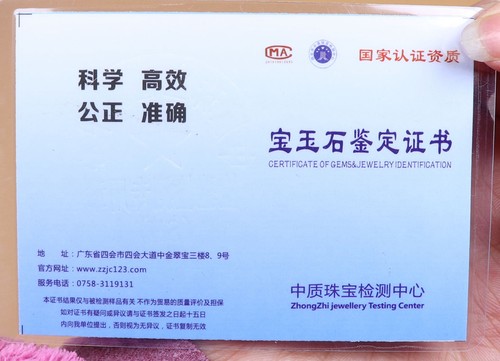 MA
国家认证资质
科学 高效
公正 准确
宝玉石鉴定证书
CERTIFICATE OF GEMS&JEWELRY IDENTIFICATION
地 址：广东省四会市四会大道中金翠宝三楼8、9号
查询网址：www.zzjc123.com
服务电话：0758-3119131
本证书结果仅与被检测样品有关 不作为贸易的质量评价及担保
如对证书有疑问或异议请与证书签发之日起十五日
内向我单位提出，否则视为无异议，证书复制无效
中质珠宝检测中心
ZhongZhi jewellery Testing Center